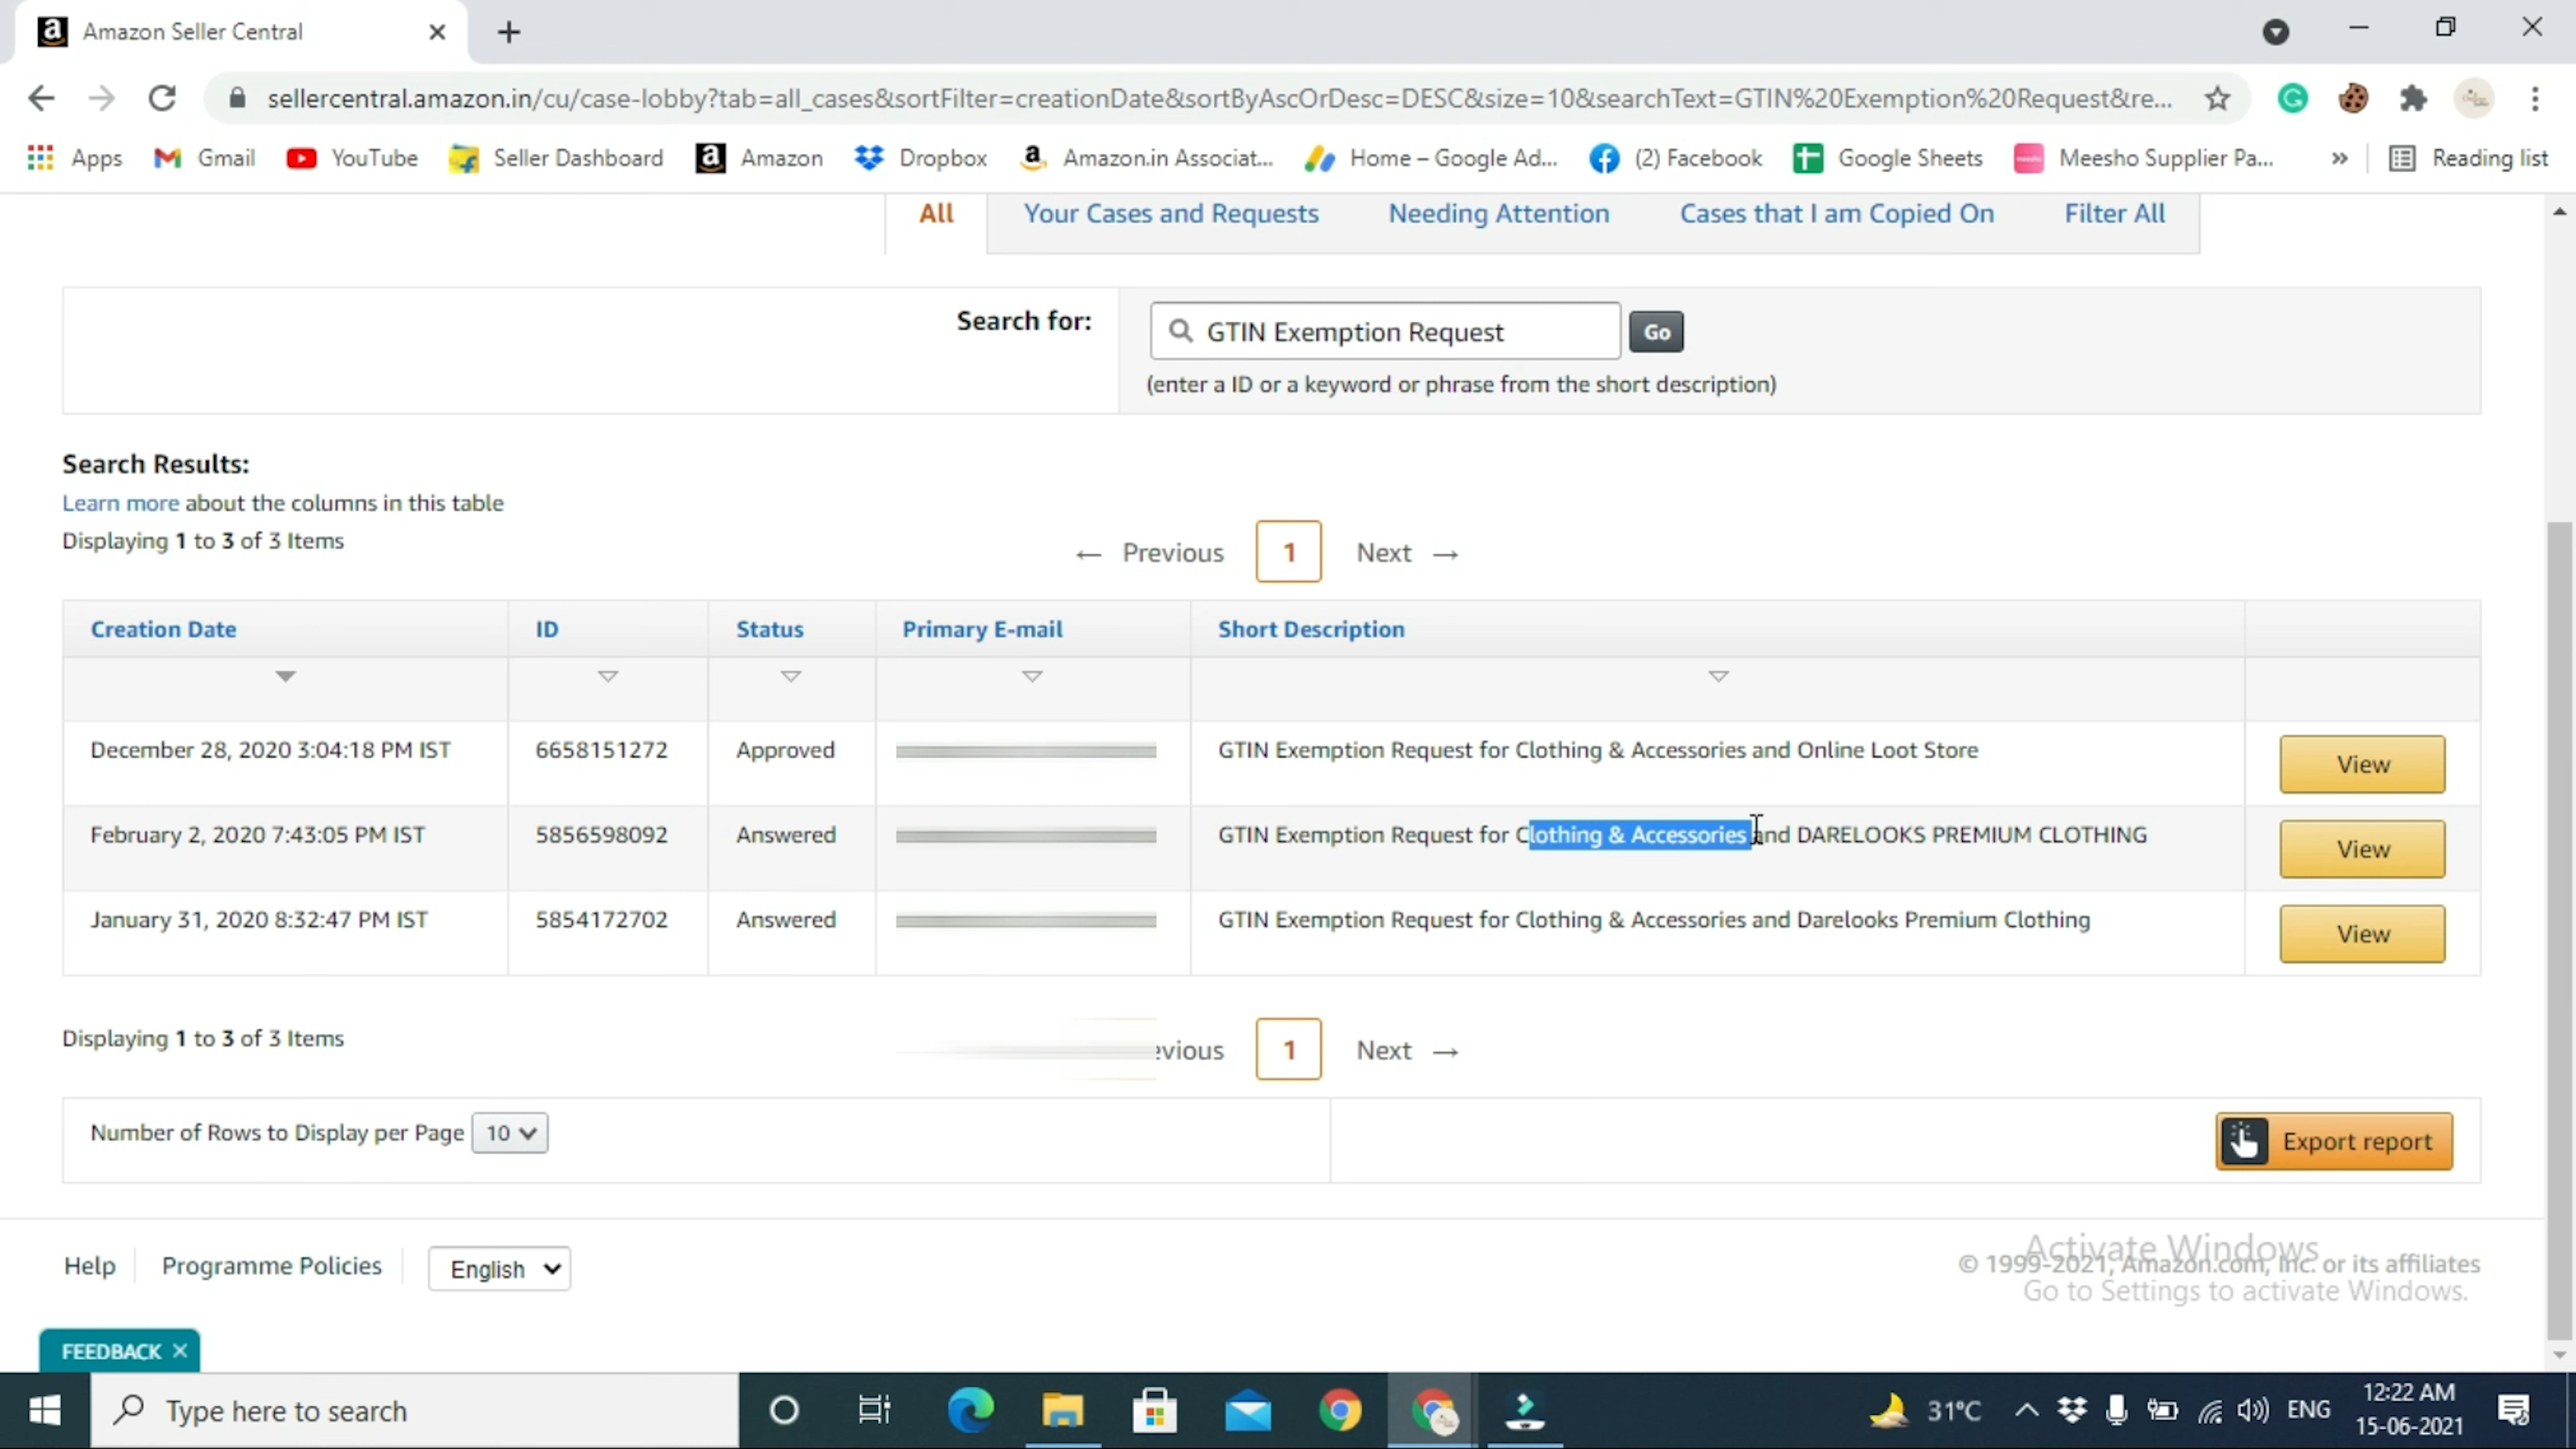 Amazon Seller Central
sellercentral.amazon.in/cu/case-lobby?tab=all_cases&sortFilter=creationDate&sortByAscOrDesc=DESC&size=10&searchText=GTIN%20Exemption%20Request&re...
Apps Gmail YouTube Seller Dashboard Amazon Dropbox Amazon.in Associat... Home – Google Ad... (2) Facebook Google Sheets Meesho Supplier Pa... » Reading list
All Your Cases and Requests Needing Attention Cases that I am Copied On Filter All
Search for: GTIN Exemption Request Go
(enter a ID or a keyword or phrase from the short description)
Search Results:
Learn more about the columns in this table
Displaying 1 to 3 of 3 Items
← Previous 1 Next →
Creation Date ID Status Primary E-mail Short Description
December 28, 2020 3:04:18 PM IST 6658151272 Approved GTIN Exemption Request for Clothing & Accessories and Online Loot Store View
February 2, 2020 7:43:05 PM IST 5856598092 Answered GTIN Exemption Request for Clothing & Accessories and DARELOOKS PREMIUM CLOTHING View
January 31, 2020 8:32:47 PM IST 5854172702 Answered GTIN Exemption Request for Clothing & Accessories and Darelooks Premium Clothing View
Displaying 1 to 3 of 3 Items
evious 1 Next →
Number of Rows to Display per Page 10 Export report
Help Programme Policies English
© 1999-2021, Amazon.com, Inc. or its affiliates
Activate Windows
Go to Settings to activate Windows.
FEEDBACK ×
Type here to search
31°C ENG 12:22 AM
15-06-2021